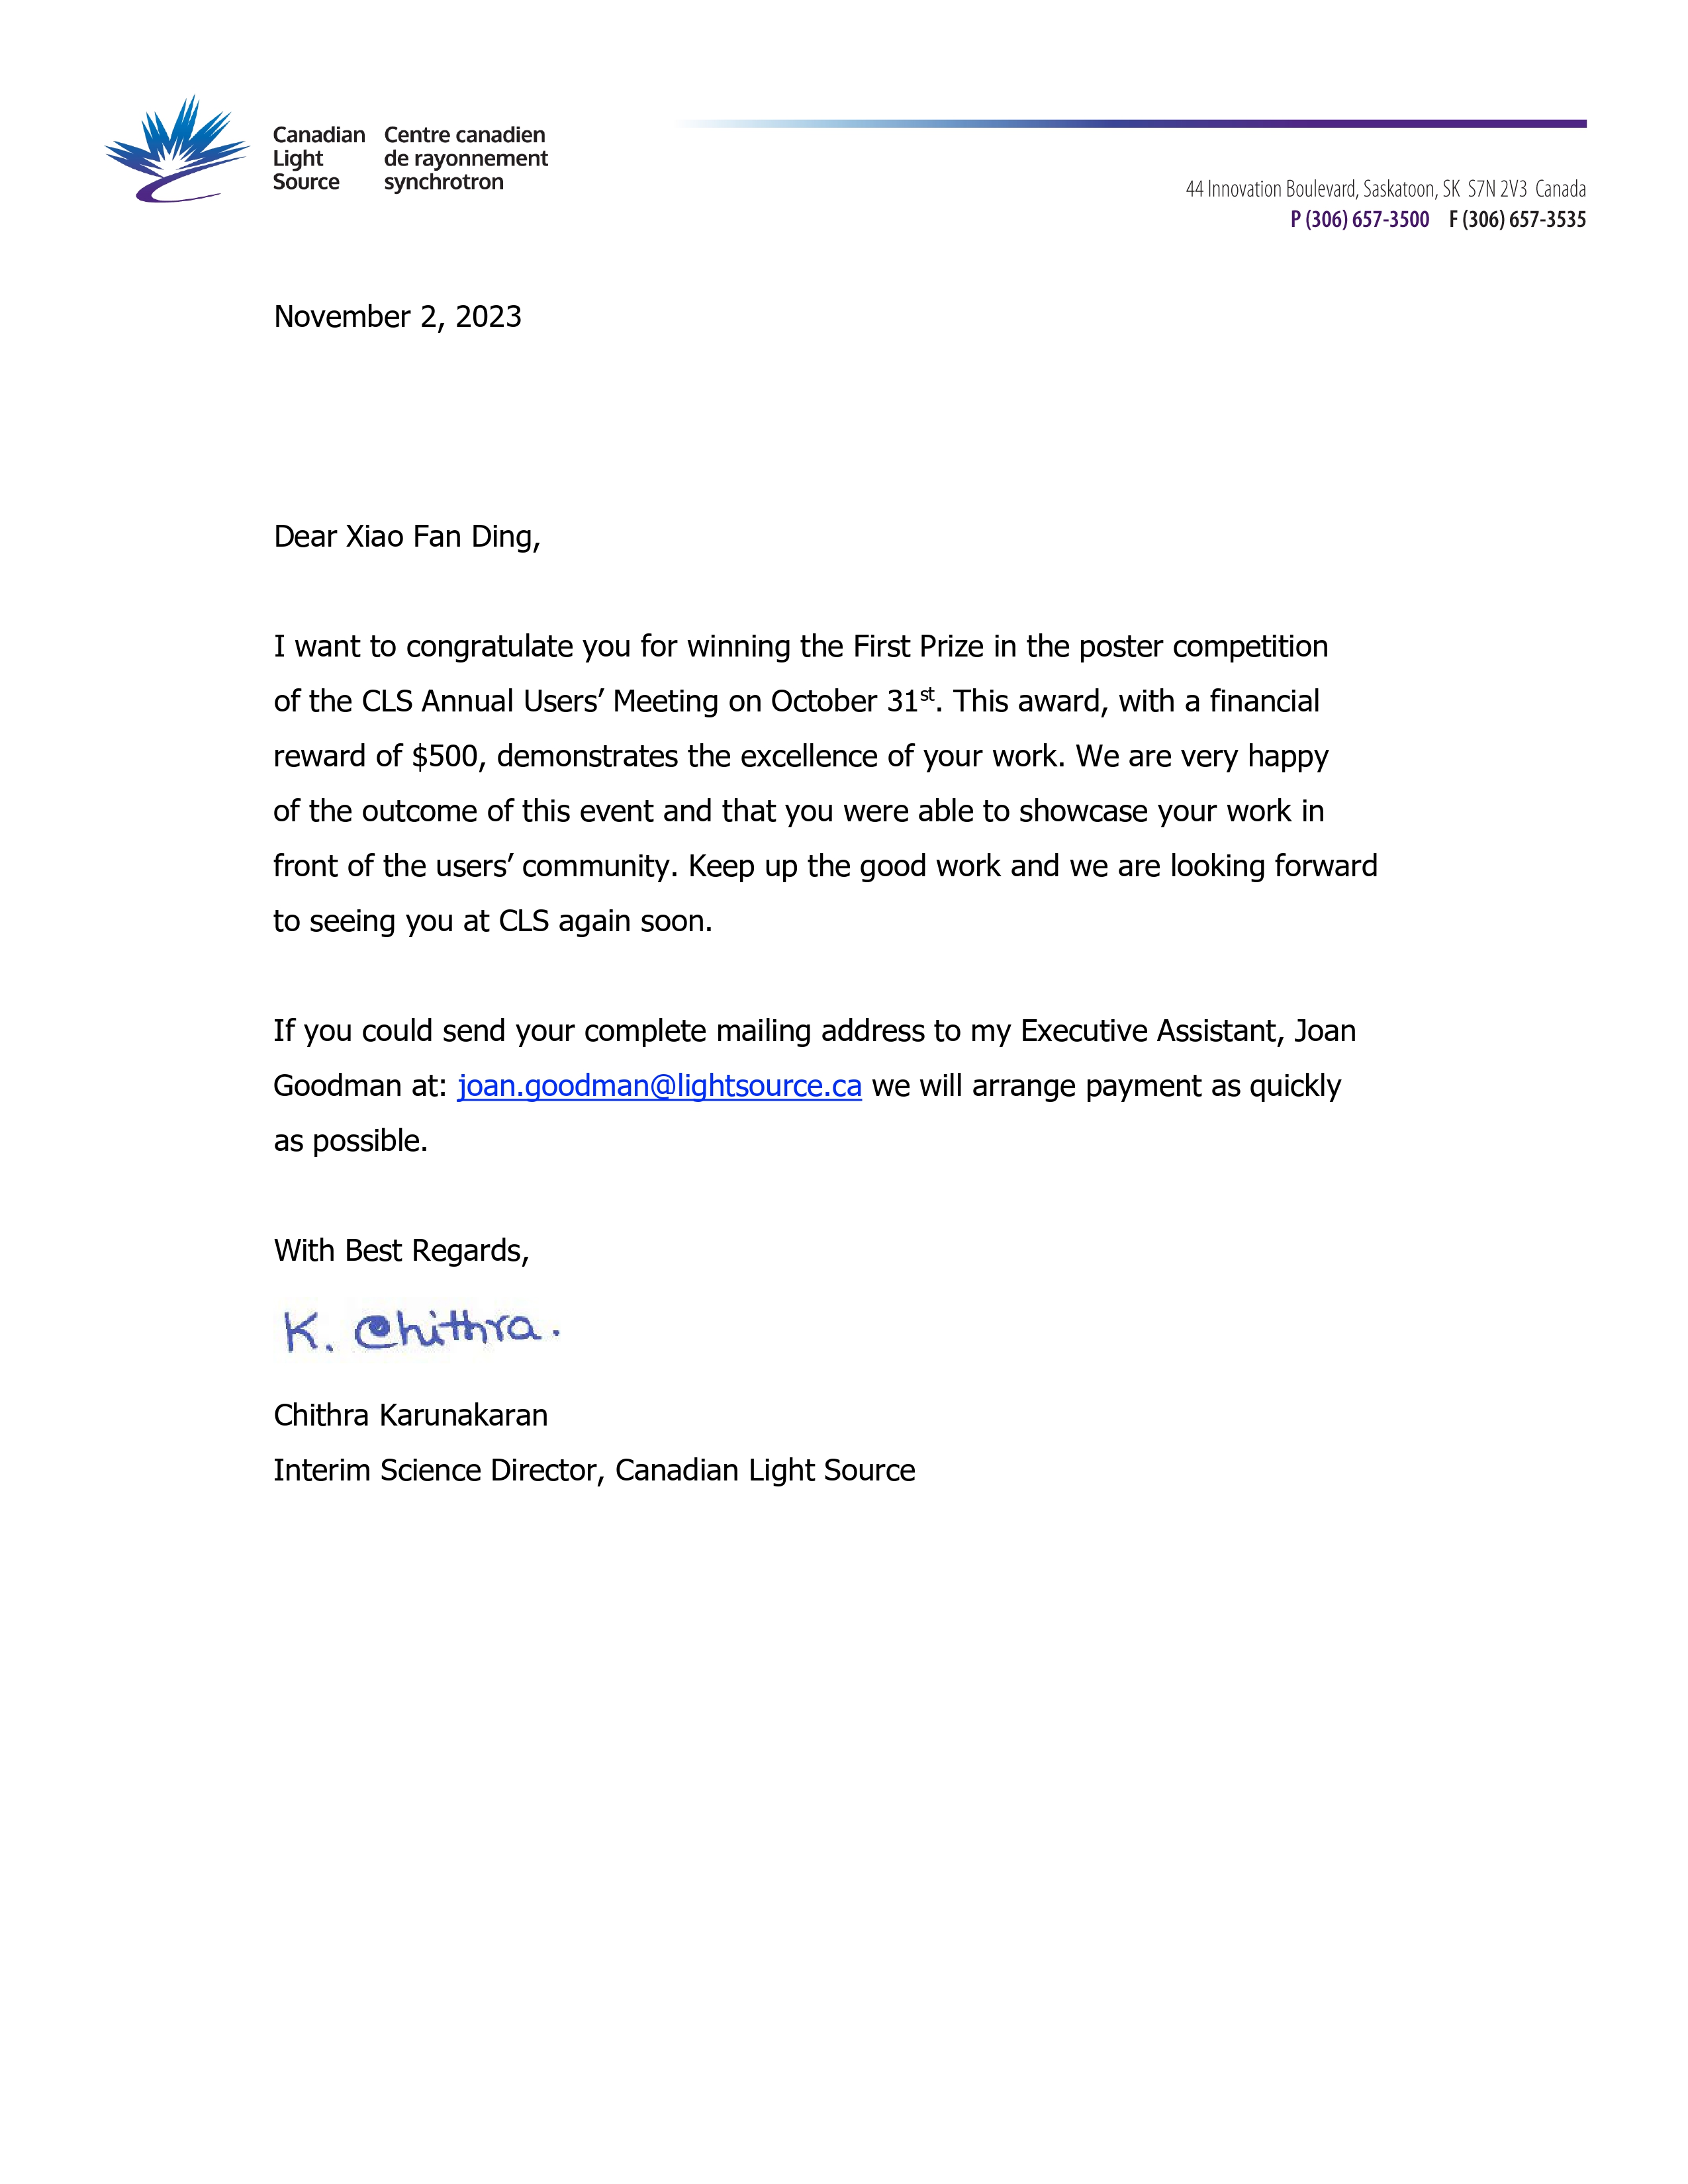 Canadian Light Source
Centre canadien de rayonnement synchrotron
44 Innovation Boulevard, Saskatoon, SK S7N 2V3 Canada
P (306) 657-3500 F (306) 657-3535
November 2, 2023
Dear Xiao Fan Ding,
I want to congratulate you for winning the First Prize in the poster competition
of the CLS Annual Users’ Meeting on October 31st. This award, with a financial
reward of $500, demonstrates the excellence of your work. We are very happy
of the outcome of this event and that you were able to showcase your work in
front of the users’ community. Keep up the good work and we are looking forward
to seeing you at CLS again soon.
If you could send your complete mailing address to my Executive Assistant, Joan
Goodman at: joan.goodman@lightsource.ca we will arrange payment as quickly
as possible.
With Best Regards,
K. Chithra.
Chithra Karunakaran
Interim Science Director, Canadian Light Source